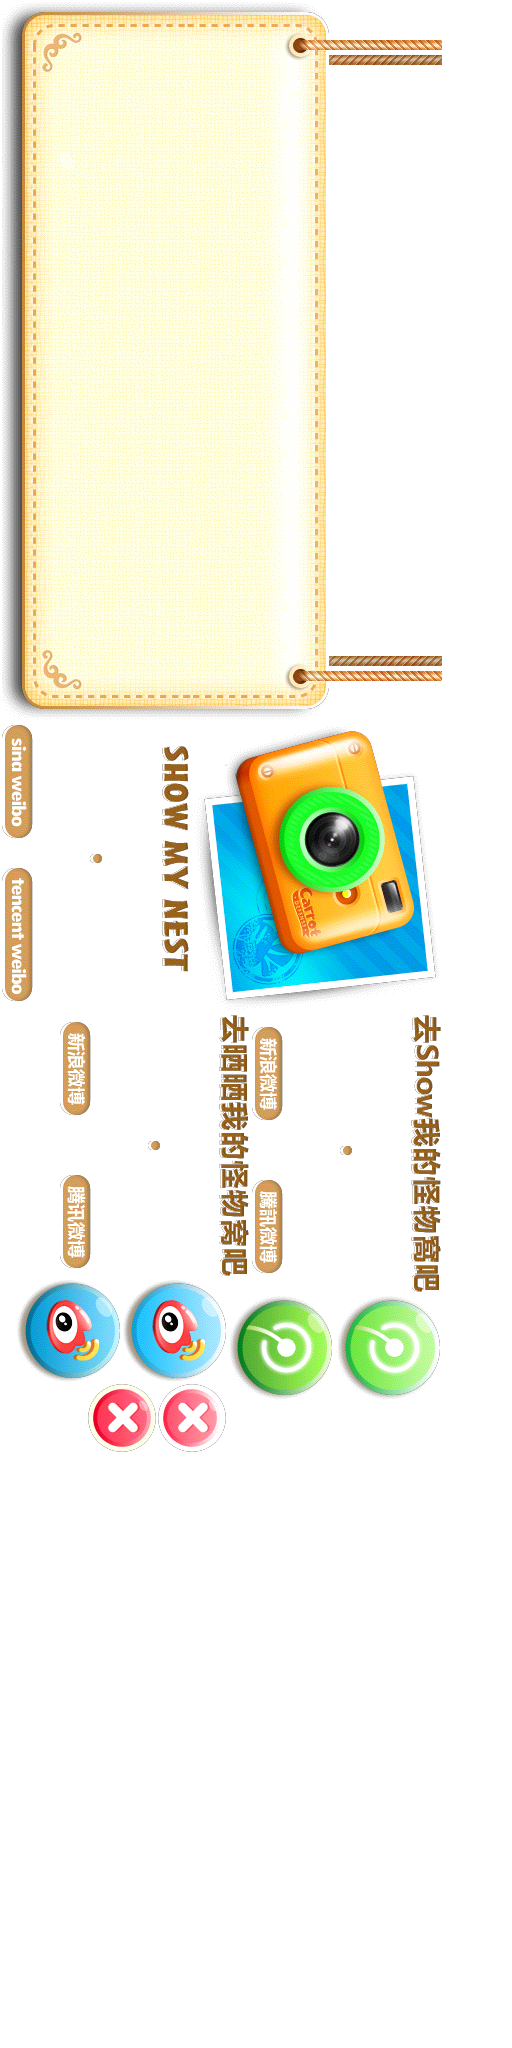 Carrot
SHOW MY NEST
sina weibo
tencent weibo
去Show我的怪物窩吧
新浪微博
騰訊微博
去晒晒我的怪物窝吧
新浪微博
腾讯微博